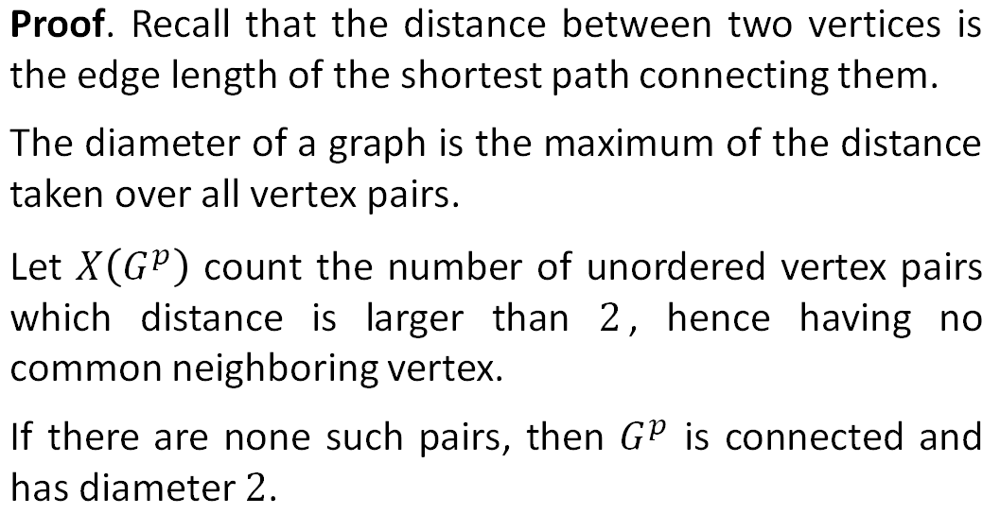 Proof. Recall that the distance between two vertices is
the edge length of the shortest path connecting them.
The diameter of a graph is the maximum of the distance
taken over all vertex pairs.
Let 𝑋(𝐺ᵖ) count the number of unordered vertex pairs
which distance is larger than 2, hence having no
common neighboring vertex.
If there are none such pairs, then 𝐺ᵖ is connected and
has diameter 2.